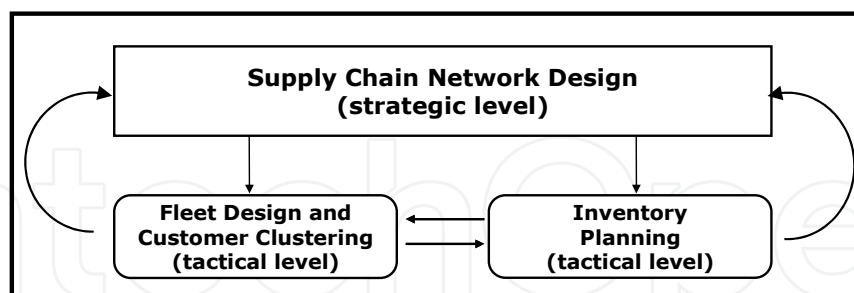 Supply Chain Network Design
(strategic level)
Fleet Design and
Customer Clustering
(tactical level)
Inventory
Planning
(tactical level)